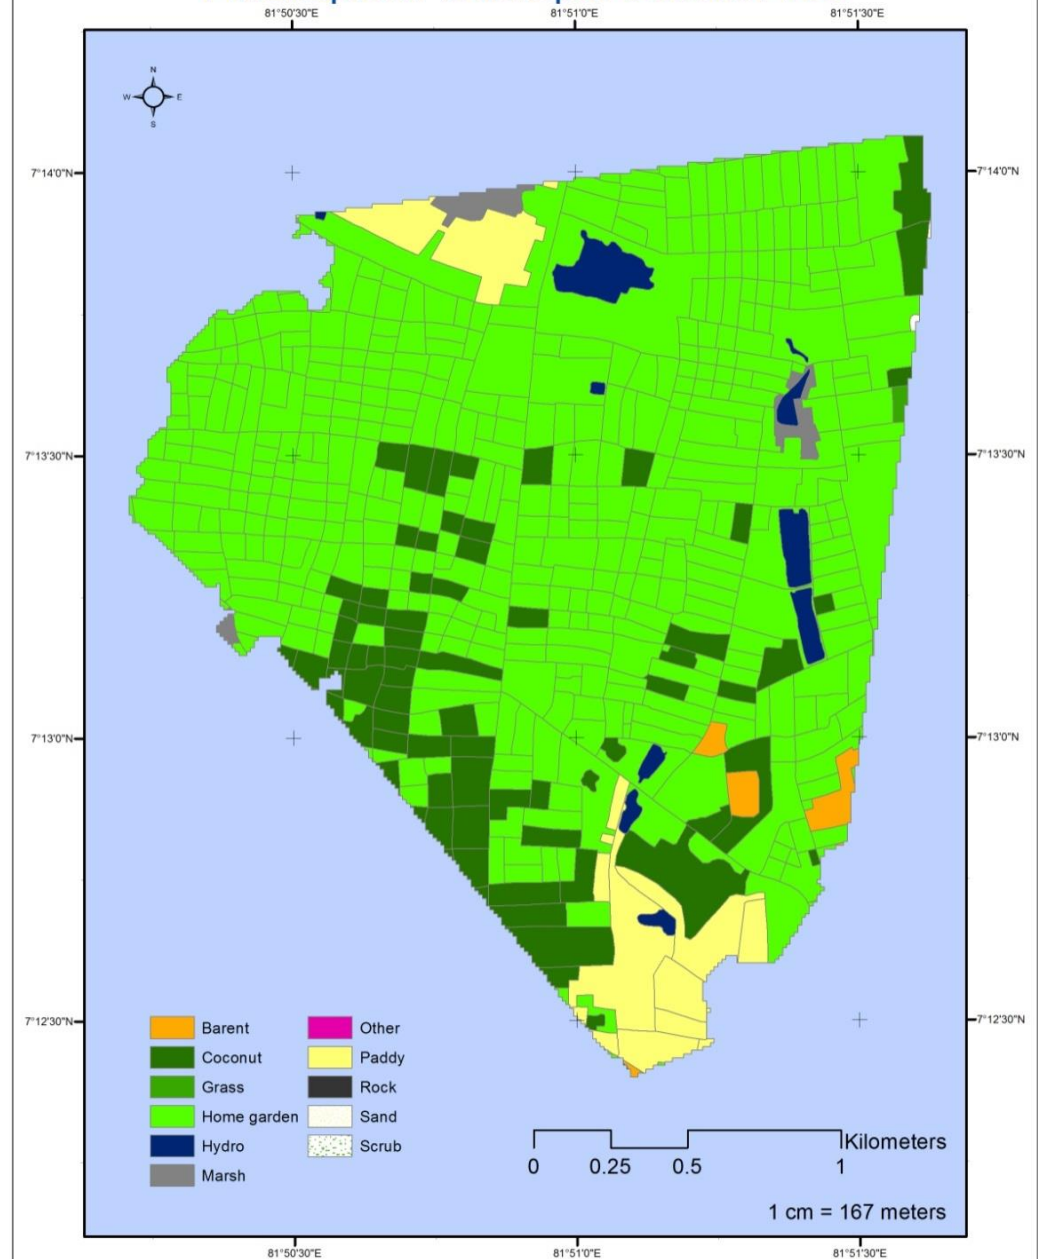 81°50'30"E 81°51'0"E 81°51'30"E
N
W E
S
7°14'0"N 7°14'0"N
7°13'30"N 7°13'30"N
7°13'0"N 7°13'0"N
7°12'30"N 7°12'30"N
Barent Other
Coconut Paddy
Grass Rock
Home garden Sand
Hydro Scrub
Marsh
Kilometers
0 0.25 0.5 1
1 cm = 167 meters
81°50'30"E 81°51'0"E 81°51'30"E